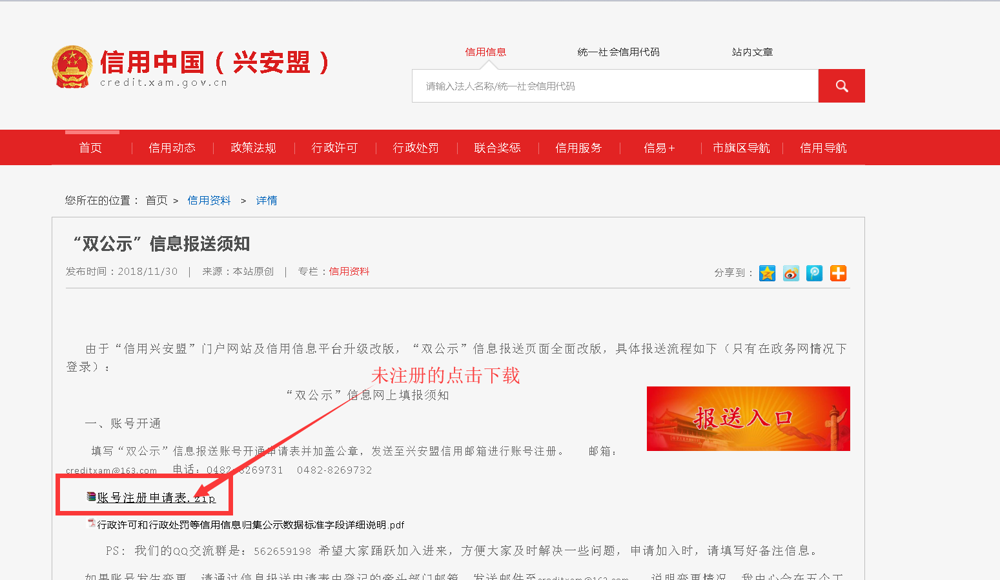 信用中国（兴安盟）
credit.xam.gov.cn
信用信息 统一社会信用代码 站内文章
请输入法人名称/统一社会信用代码
首页 信用动态 政策法规 行政许可 行政处罚 联合奖惩 信用服务 信易+ 市旗区导航 信用导航
您所在的位置： 首页 > 信用资料 > 详情
“双公示”信息报送须知
发布时间：2018/11/30 | 来源：本站原创 | 专栏：信用资料
分享到：
由于“信用兴安盟”门户网站及信用信息平台升级改版，“双公示”信息报送页面全面改版，具体报送流程如下（只有在政务网情况下
登录）：
未注册的点击下载
“双公示”信息网上填报须知
报送入口
一、账号开通
填写“双公示”信息报送账号开通申请表并加盖公章，发送至兴安盟信用邮箱进行账号注册。 邮箱：
creditxam@163.com 电话：0482-8269731 0482-8269732
账号注册申请表.zip
行政许可和行政处罚等信用信息归集公示数据标准字段详细说明.pdf
PS: 我们的QQ交流群是：562659198 希望大家踊跃加入进来，方便大家及时解决一些问题，申请加入时，请填写好备注信息。
如果账号发生变更，请通过信息报送申请表中登记的牵头部门邮箱，发送邮件至creditxam@163.com ，说明变更情况，我中心会在五个工